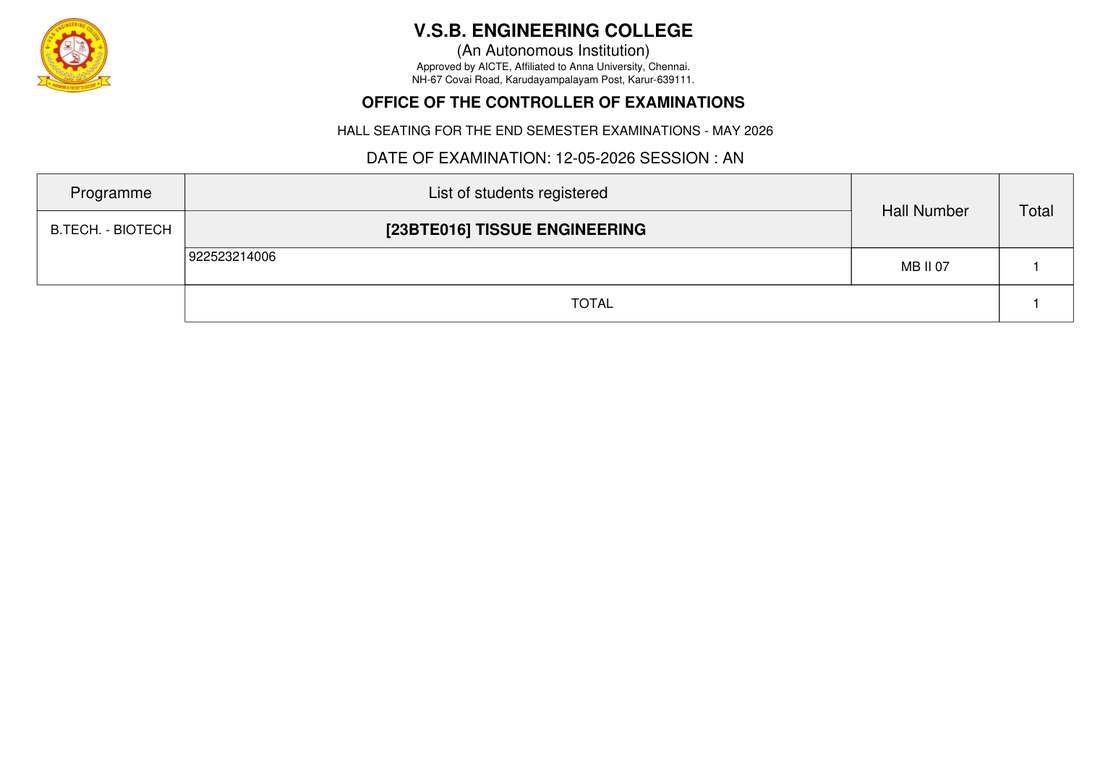 V.S.B. ENGINEERING COLLEGE
(An Autonomous Institution)
Approved by AICTE, Affiliated to Anna University, Chennai.
NH-67 Covai Road, Karudayampalayam Post, Karur-639111.
OFFICE OF THE CONTROLLER OF EXAMINATIONS
HALL SEATING FOR THE END SEMESTER EXAMINATIONS - MAY 2026
DATE OF EXAMINATION: 12-05-2026 SESSION : AN
Programme
List of students registered
Hall Number
Total
B.TECH. - BIOTECH
[23BTE016] TISSUE ENGINEERING
922523214006
MB II 07
1
TOTAL
1